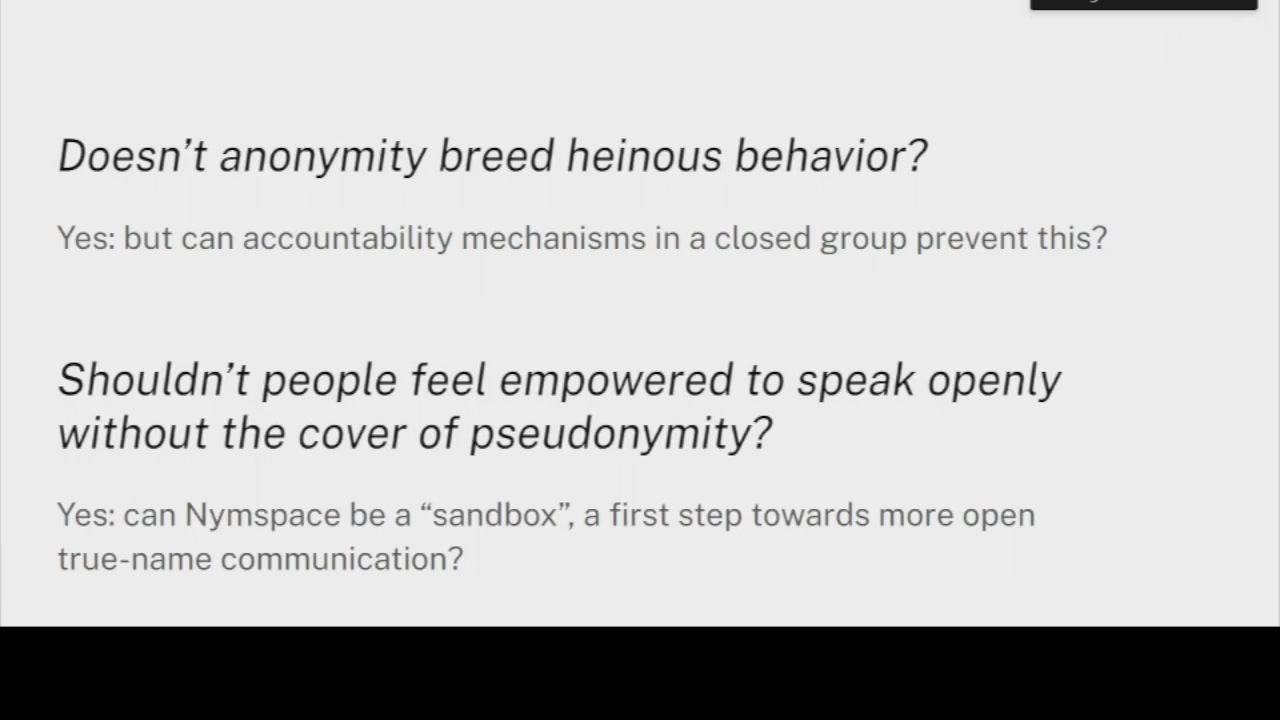 Doesn’t anonymity breed heinous behavior?
Yes: but can accountability mechanisms in a closed group prevent this?
Shouldn’t people feel empowered to speak openly
without the cover of pseudonymity?
Yes: can Nymspace be a “sandbox”, a first step towards more open
true-name communication?